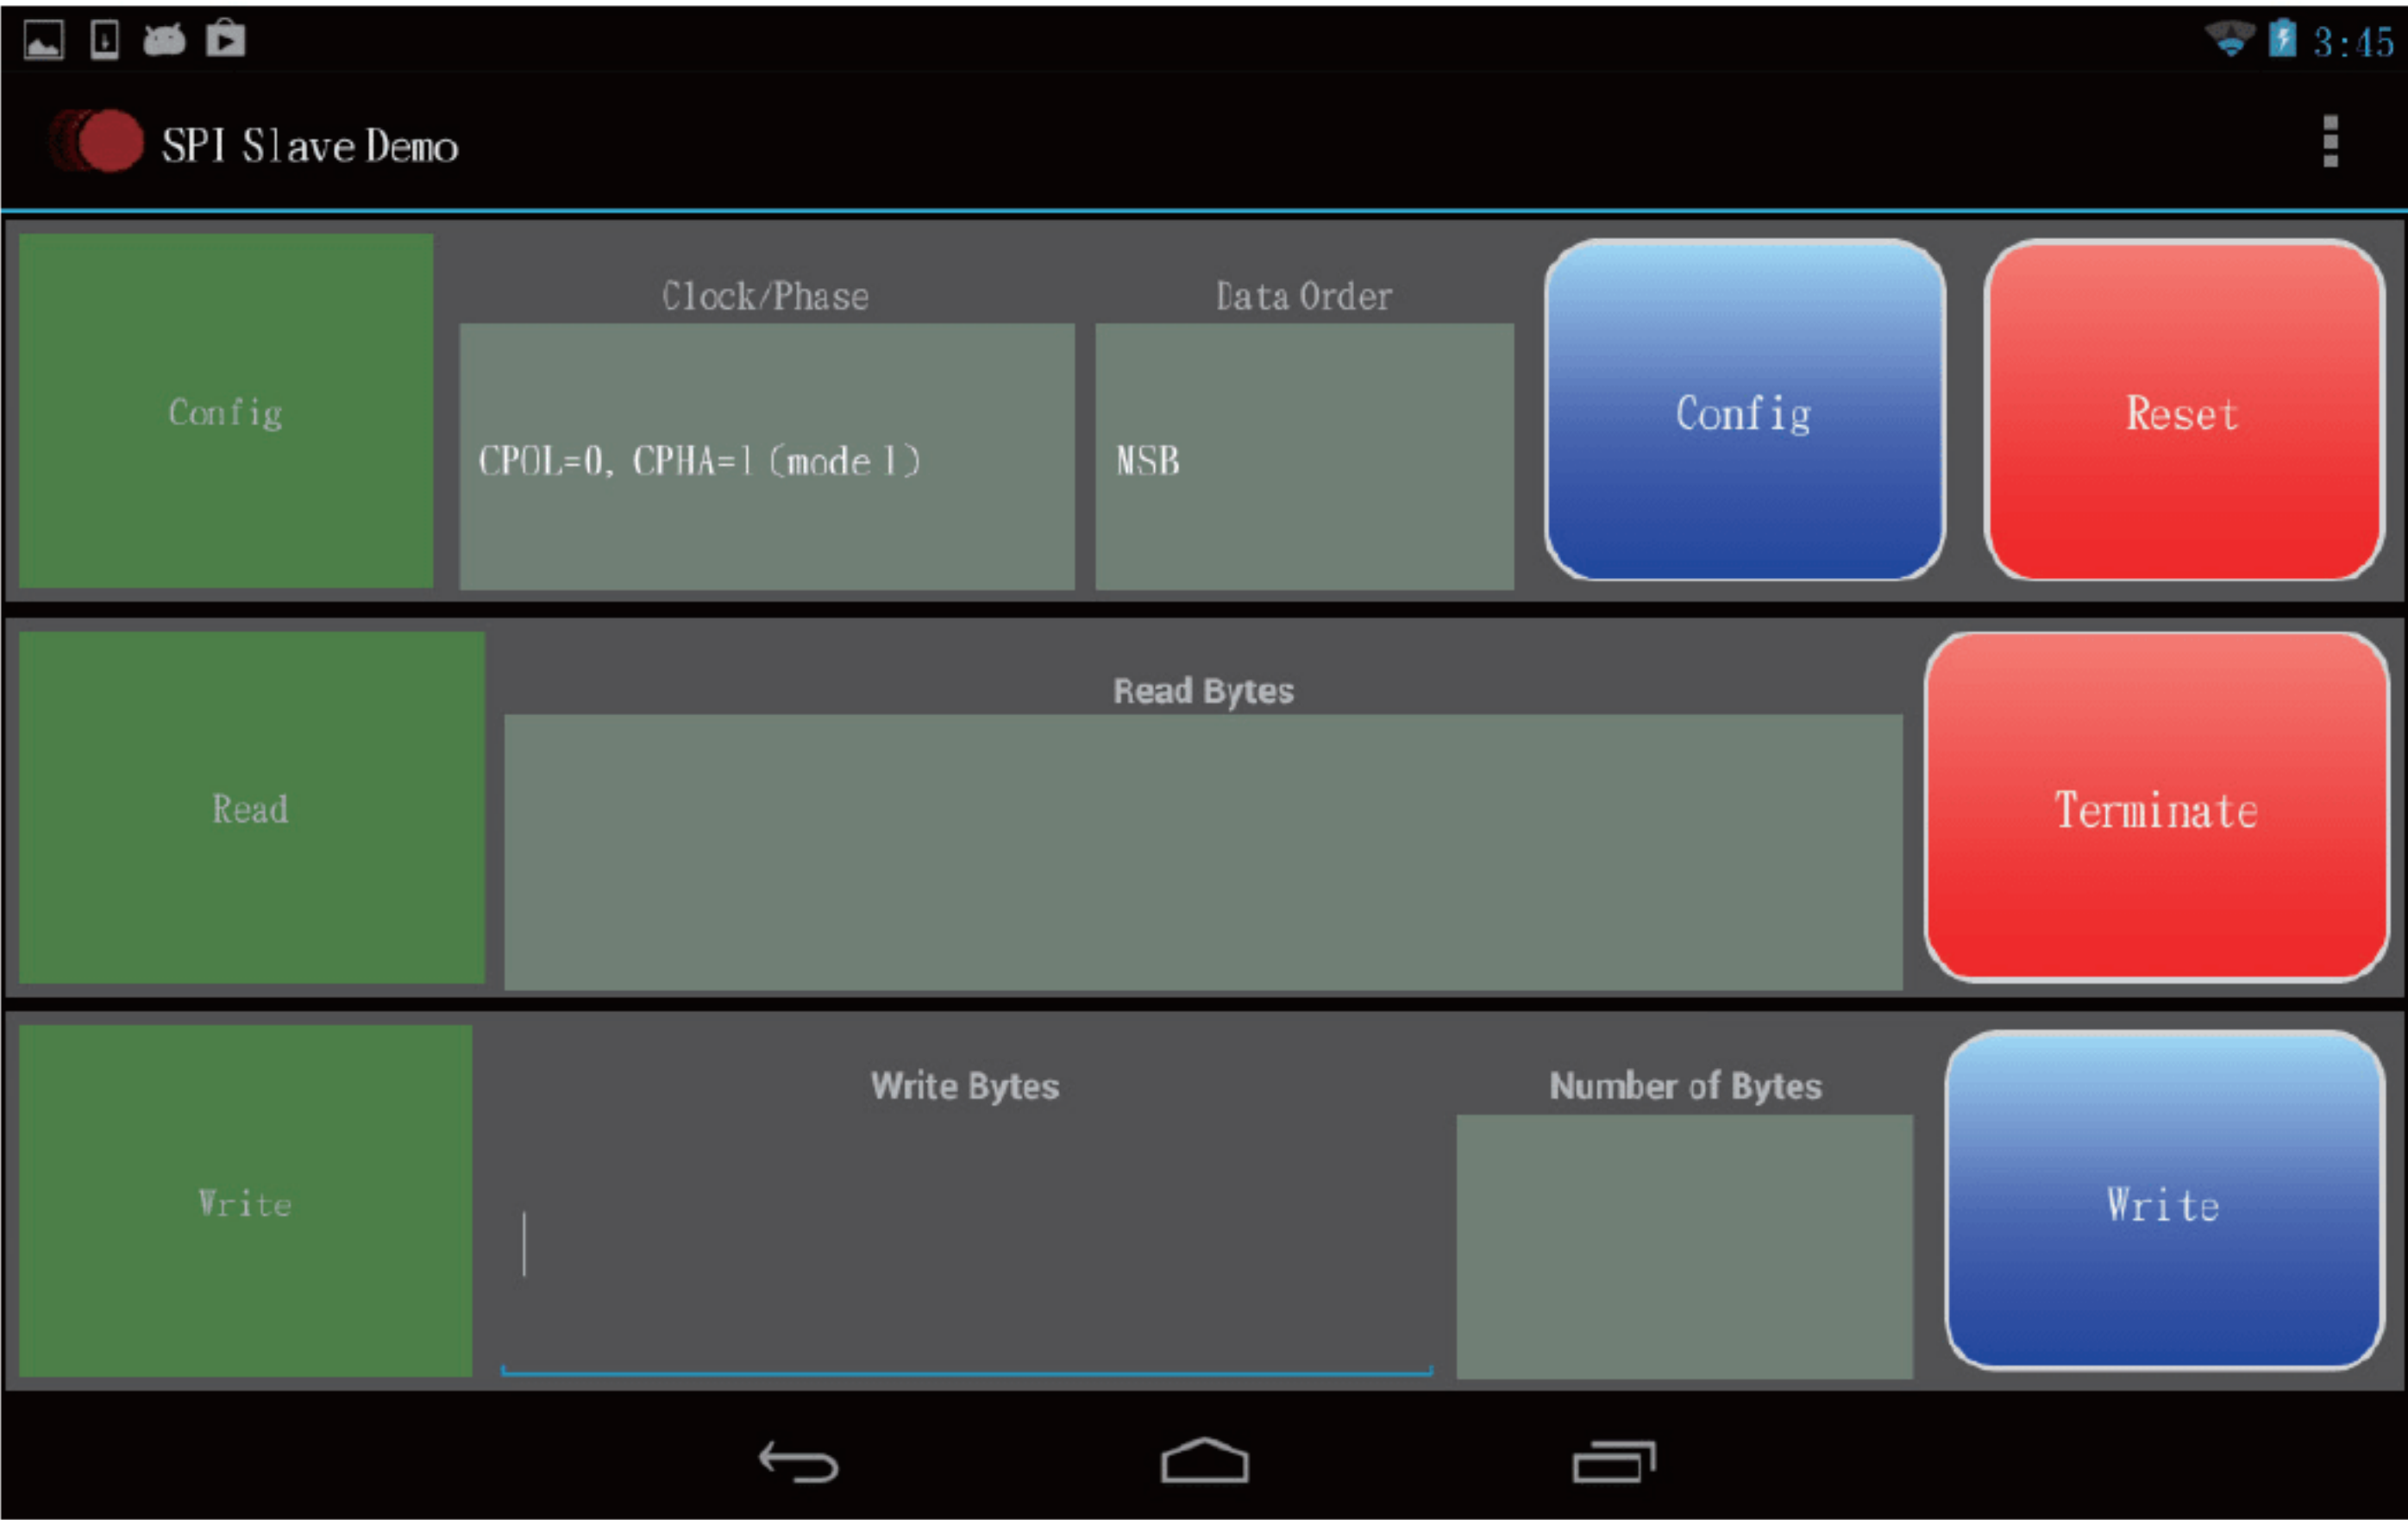 3:45
SPI Slave Demo
Config
Clock/Phase
Data Order
CPOL=0, CPHA=1 (mode 1)
MSB
Config
Reset
Read
Read Bytes
Terminate
Write
Write Bytes
Number of Bytes
Write